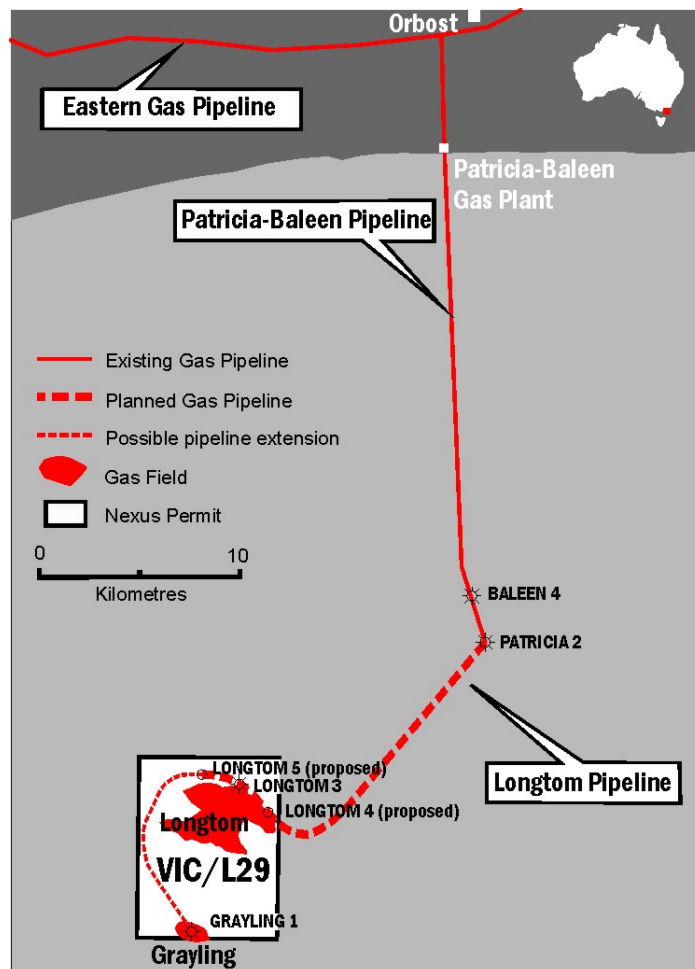 Orbost
Eastern Gas Pipeline
Patricia-Baleen
Gas Plant
Patricia-Baleen Pipeline
Existing Gas Pipeline
Planned Gas Pipeline
Possible pipeline extension
Gas Field
Nexus Permit
0 10
Kilometres
BALEEN 4
PATRICIA 2
Longtom Pipeline
LONGTOM 5 (proposed)
LONGTOM 3
LONGTOM 4 (proposed)
Longtom
VIC/L29
GRAYLING 1
Grayling